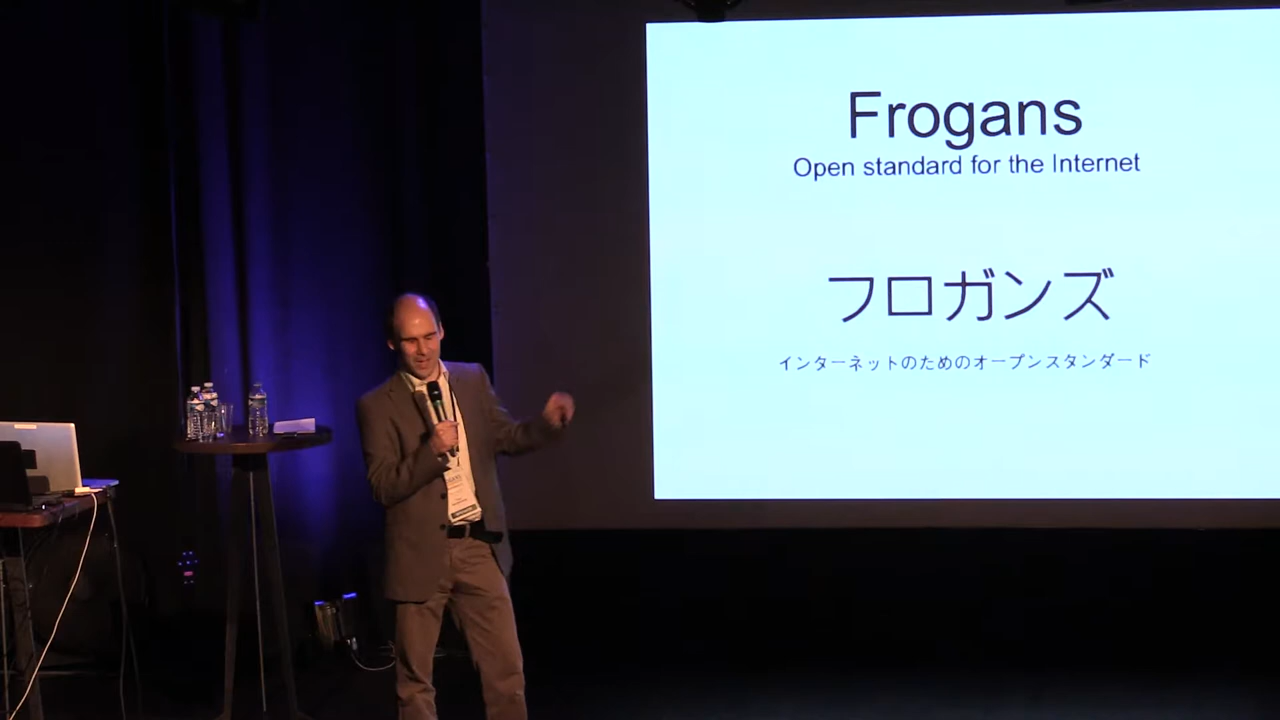 Frogans
Open standard for the Internet
フロガンズ
インターネットのためのオープンスタンダード